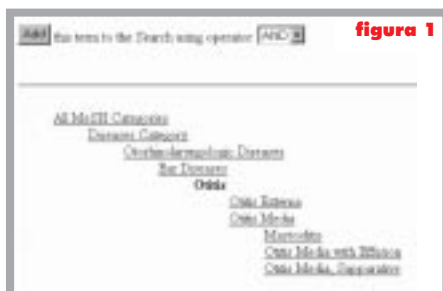 figura 1
Add this term to the Search using operator AND
All MeSH Categories
Diseases Category
Otorhinolaryngologic Diseases
Ear Diseases
Otitis
Otitis Externa
Otitis Media
Mastoiditis
Otitis Media with Effusion
Otitis Media, Suppurative